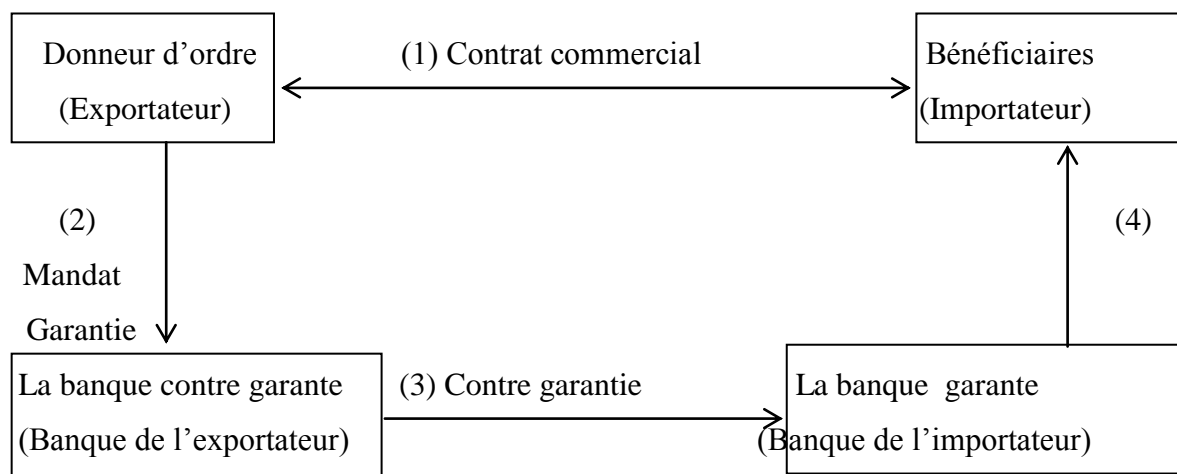 Donneur d’ordre
(Exportateur)
(1) Contrat commercial
Bénéficiaires
(Importateur)
(2)
Mandat
Garantie
(4)
La banque contre garante
(Banque de l’exportateur)
(3) Contre garantie
La banque garante
(Banque de l’importateur)